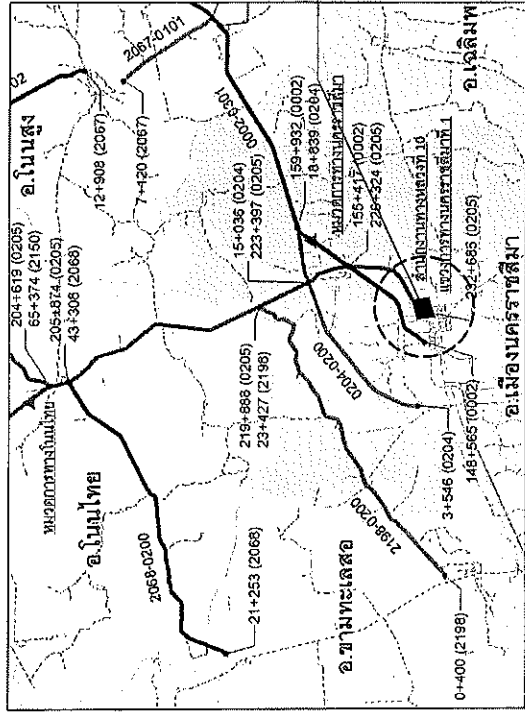 02
2067-0101
อ.โนนสูง
12+908 (2067)
7+120 (2067)
0002-0301
204+619 (0205)
65+374 (2150)
205+874 (0205)
43+308 (2068)
หมวดการทางโนนไทย
อ.โนนไทย
2068-0200
21+253 (2068)
15+036 (0204)
223+397 (0205)
159+932 (0002)
18+839 (0204)
219+888 (0205)
23+427 (2198)
หมวดการทางนครราชสีมา
155+417 (0002)
226+324 (0205)
สำนักงานทางหลวงที่ 10
แขวงการทางนครราชสีมาที่ 1
232+686 (0205)
อ.เฉลิมพ
0204-0200
2198-0200
อ.ขามทะเลสอ
3+546 (0204)
148+565 (0002)
อ.เมืองนครราชสีมา
0+400 (2198)